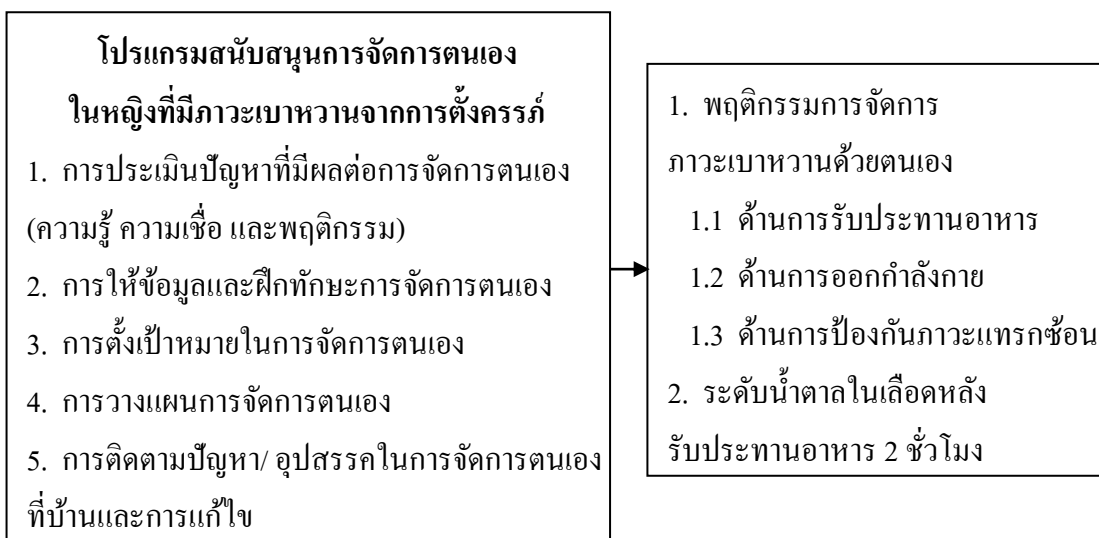 โปรแกรมสนับสนุนการจัดการตนเอง
ในหญิงที่มีภาวะเบาหวานจากการตั้งครรภ์
1. การประเมินปัญหาที่มีผลต่อการจัดการตนเอง
(ความรู้ ความเชื่อ และพฤติกรรม)
2. การให้ข้อมูลและฝึกทักษะการจัดการตนเอง
3. การตั้งเป้าหมายในการจัดการตนเอง
4. การวางแผนการจัดการตนเอง
5. การติดตามปัญหา/ อุปสรรคในการจัดการตนเอง
ที่บ้านและการแก้ไข
1. พฤติกรรมการจัดการ
ภาวะเบาหวานด้วยตนเอง
1.1 ด้านการรับประทานอาหาร
1.2 ด้านการออกกำลังกาย
1.3 ด้านการป้องกันภาวะแทรกซ้อน
2. ระดับน้ำตาลในเลือดหลัง
รับประทานอาหาร 2 ชั่วโมง